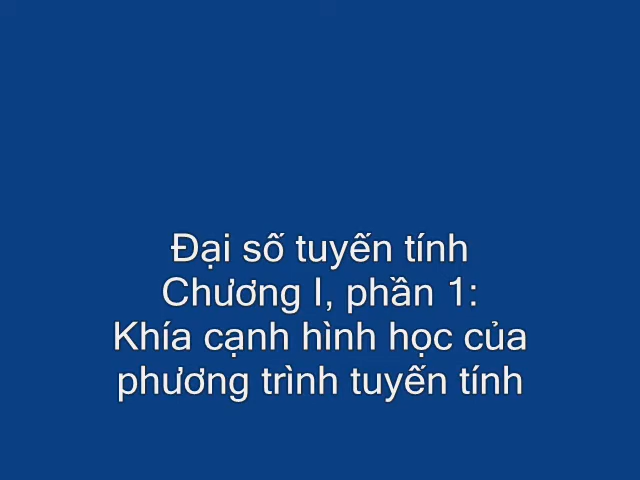 Đại số tuyến tính
Chương I, phần 1:
Khía cạnh hình học của
phương trình tuyến tính